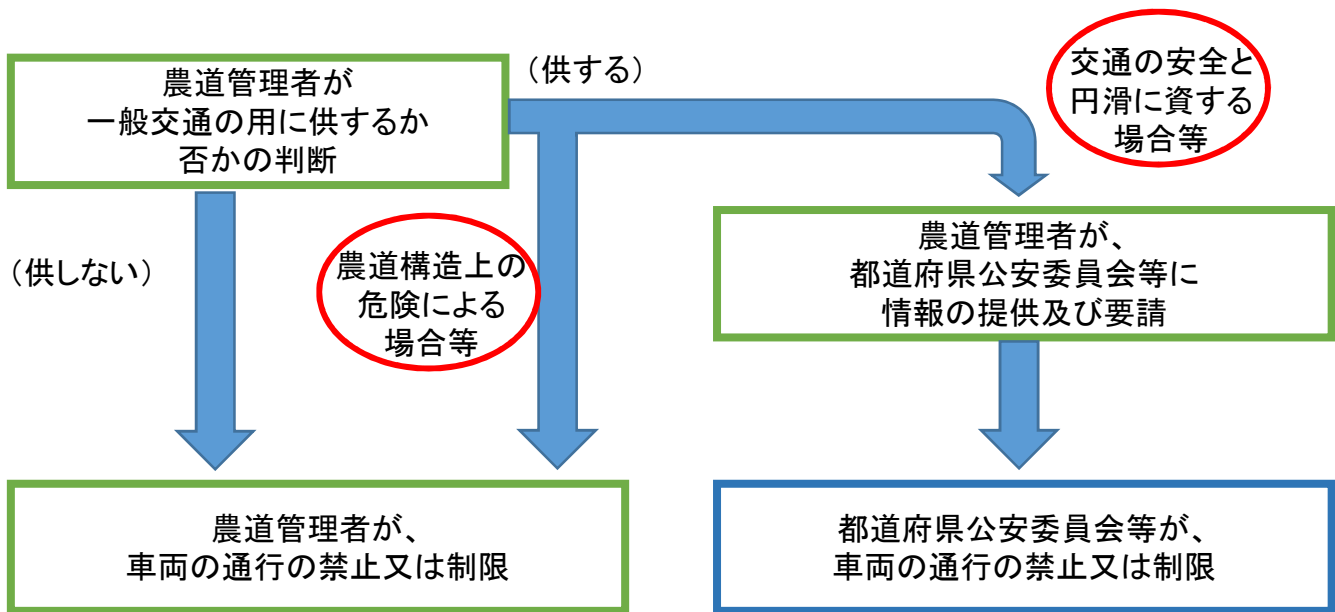 農道管理者が
一般交通の用に供するか
否かの判断
（供する）
交通の安全と
円滑に資する
場合等
（供しない）
農道構造上の
危険による
場合等
農道管理者が、
都道府県公安委員会等に
情報の提供及び要請
農道管理者が、
車両の通行の禁止又は制限
都道府県公安委員会等が、
車両の通行の禁止又は制限